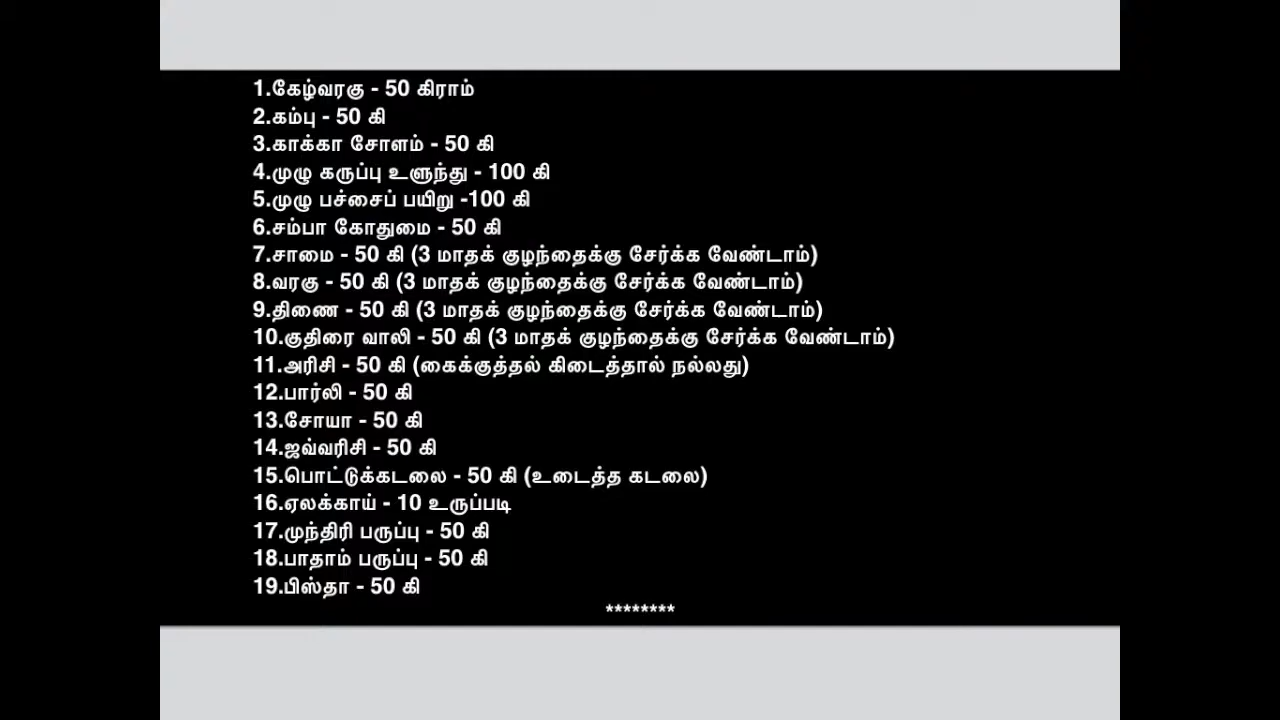 1.கேழ்வரகு - 50 கிராம்
2.கம்பு - 50 கி
3.காக்கா சோளம் - 50 கி
4.முழு கருப்பு உளுந்து - 100 கி
5.முழு பச்சைப் பயிறு -100 கி
6.சம்பா கோதுமை - 50 கி
7.சாமை - 50 கி (3 மாதக் குழந்தைக்கு சேர்க்க வேண்டாம்)
8.வரகு - 50 கி (3 மாதக் குழந்தைக்கு சேர்க்க வேண்டாம்)
9.திணை - 50 கி (3 மாதக் குழந்தைக்கு சேர்க்க வேண்டாம்)
10.குதிரை வாலி - 50 கி (3 மாதக் குழந்தைக்கு சேர்க்க வேண்டாம்)
11.அரிசி - 50 கி (கைக்குத்தல் கிடைத்தால் நல்லது)
12.பார்லி - 50 கி
13.சோயா - 50 கி
14.ஜவ்வரிசி - 50 கி
15.பொட்டுக்கடலை - 50 கி (உடைத்த கடலை)
16.ஏலக்காய் - 10 உருப்படி
17.முந்திரி பருப்பு - 50 கி
18.பாதாம் பருப்பு - 50 கி
19.பிஸ்தா - 50 கி
********